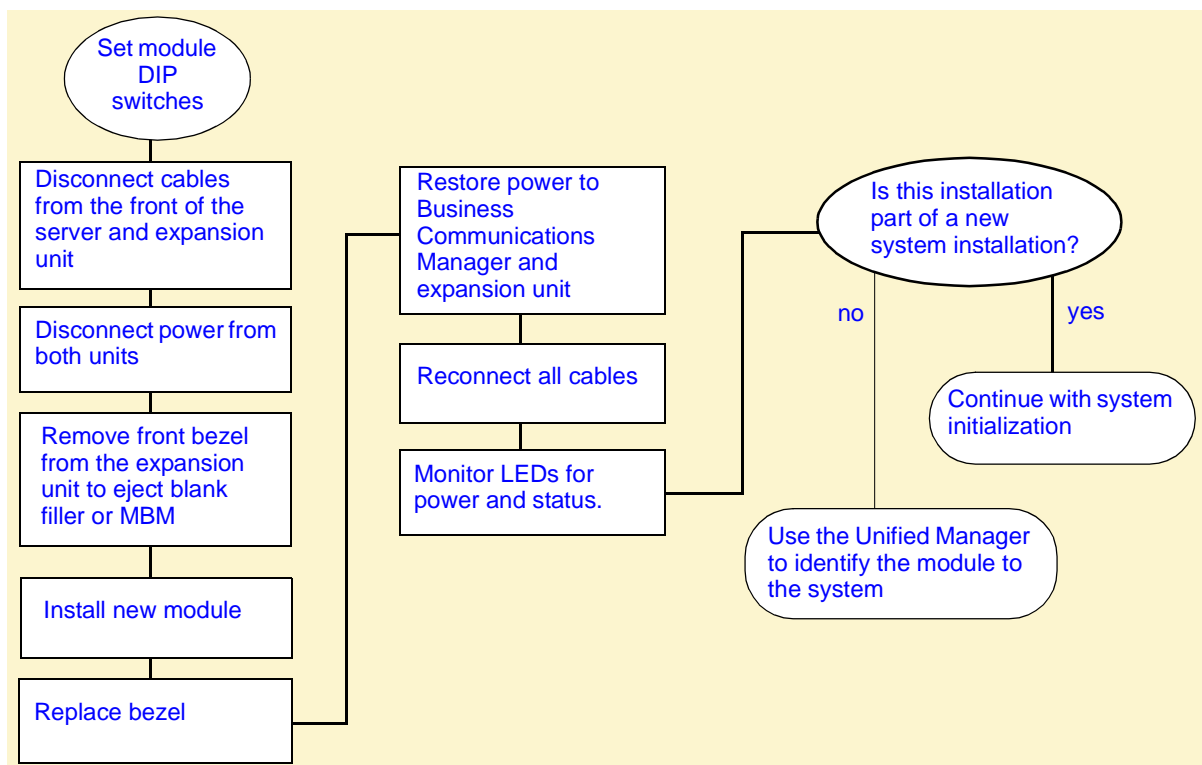 Set module
DIP
switches
Disconnect cables
from the front of the
server and expansion
unit
Disconnect power from
both units
Remove front bezel
from the expansion
unit to eject blank
filler or MBM
Install new module
Replace bezel
Restore power to
Business
Communications
Manager and
expansion unit
Reconnect all cables
Monitor LEDs for
power and status.
Is this installation
part of a new
system installation?
no
yes
Continue with system
initialization
Use the Unified Manager
to identify the module to
the system